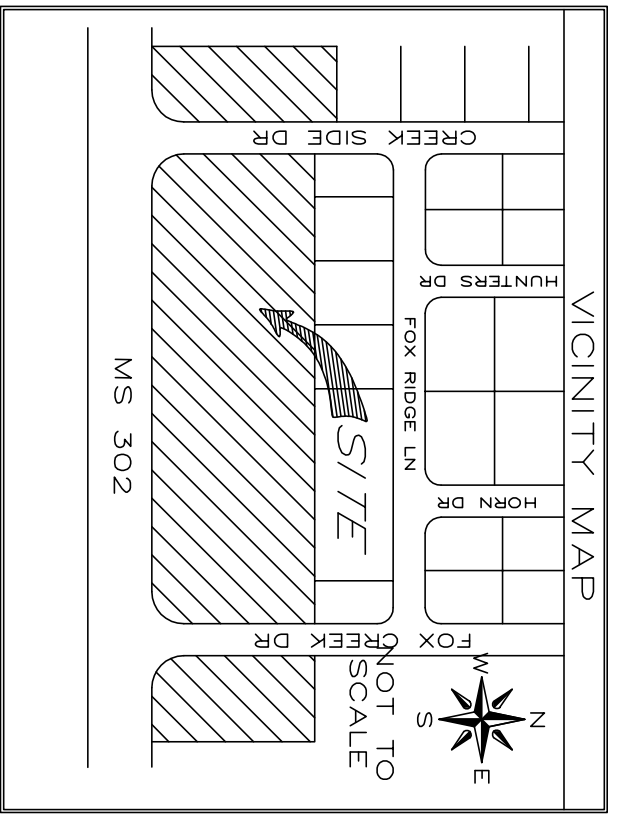 VICINITY MAP
CREEK SIDE DR
HUNTERS DR
FOX RIDGE LN
HORN DR
FOX CREEK DR
SITE
MS 302
N
W
E
S
NOT TO
SCALE